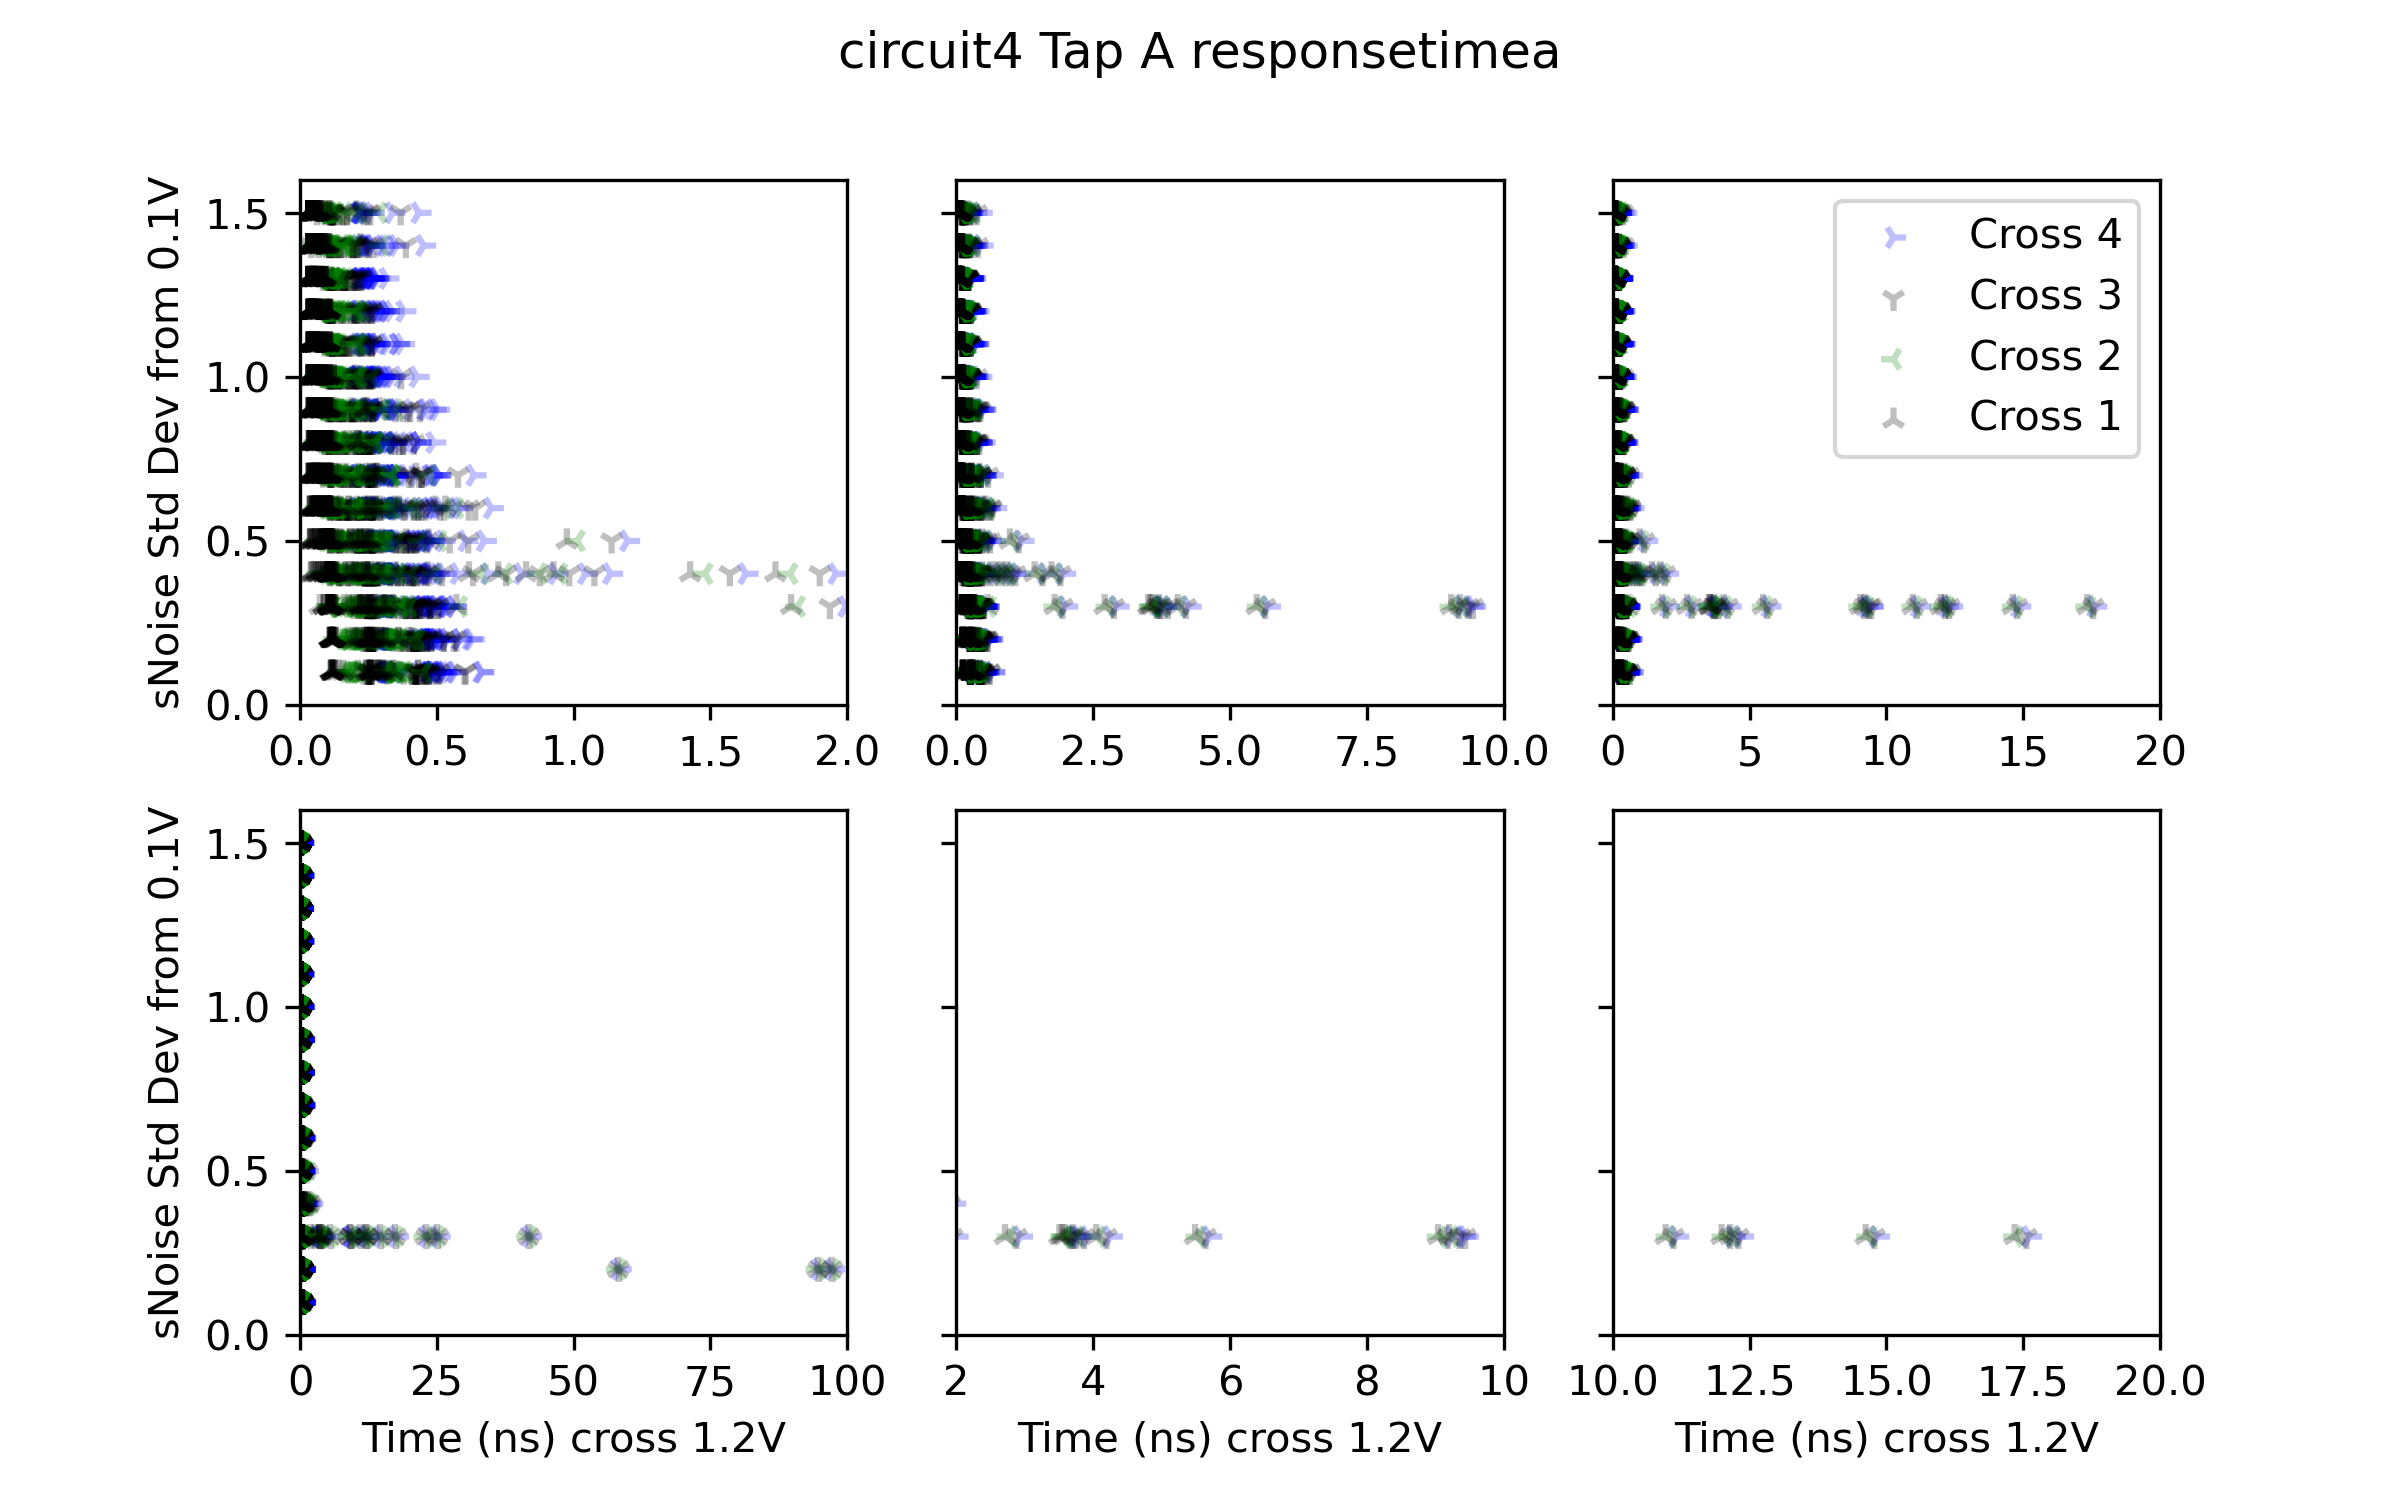 circuit4 Tap A responsetimea
sNoise Std Dev from 0.1V
1.5
1.0
0.5
0.0
0.0 0.5 1.0 1.5 2.0
0.0 2.5 5.0 7.5 10.0
Cross 4
Cross 3
Cross 2
Cross 1
0 5 10 15 20
sNoise Std Dev from 0.1V
1.5
1.0
0.5
0.0
0 25 50 75 100
Time (ns) cross 1.2V
2 4 6 8 10
Time (ns) cross 1.2V
10.0 12.5 15.0 17.5 20.0
Time (ns) cross 1.2V